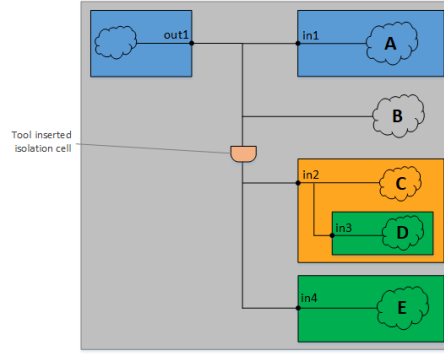 out1
in1
A
B
Tool inserted
isolation cell
in2
C
in3
D
in4
E